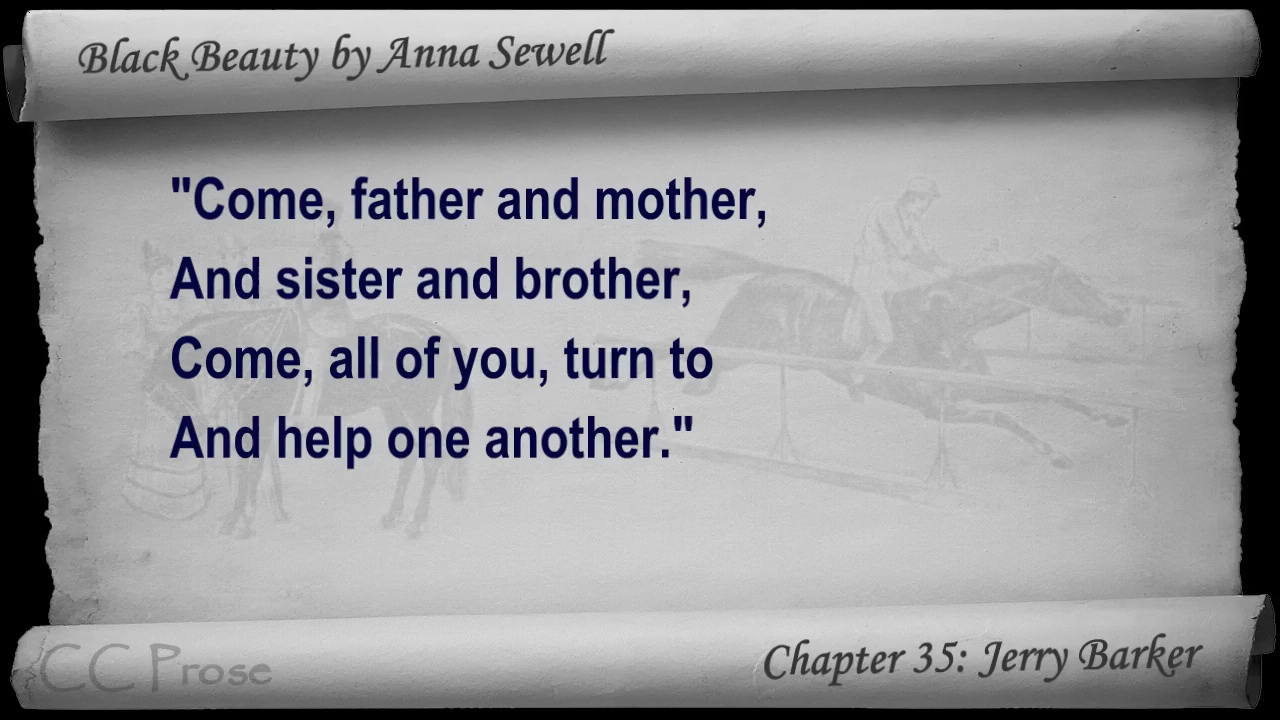 Black Beauty by Anna Sewell
"Come, father and mother,
And sister and brother,
Come, all of you, turn to
And help one another."
CC Prose
Chapter 35: Jerry Barker